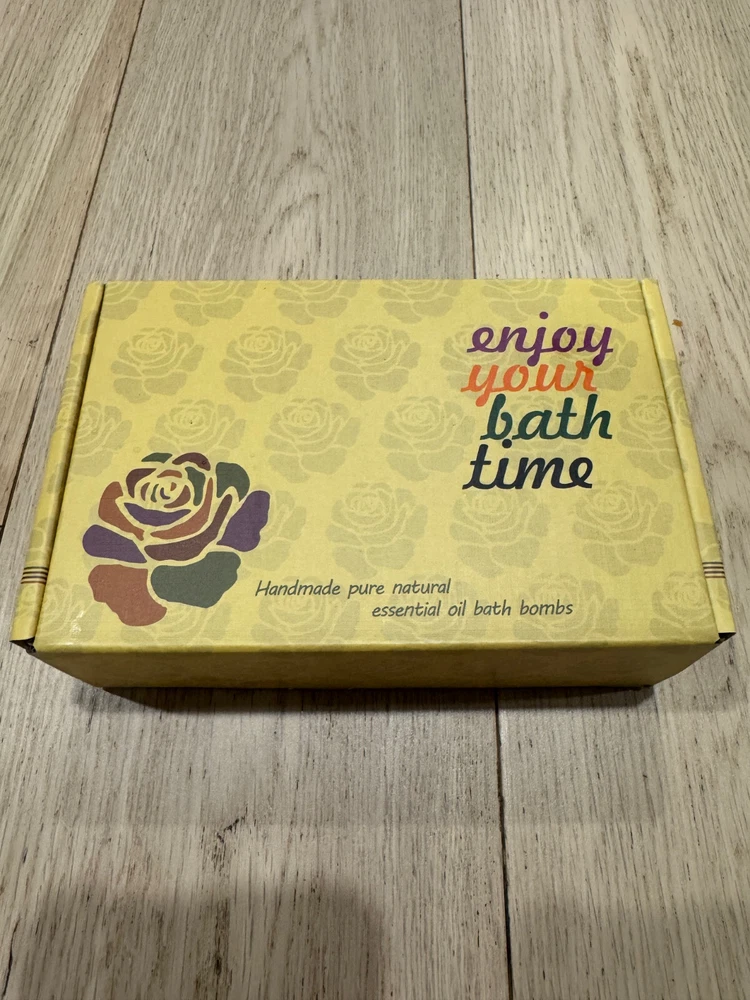 enjoy
your
bath
time
Handmade pure natural
essential oil bath bombs